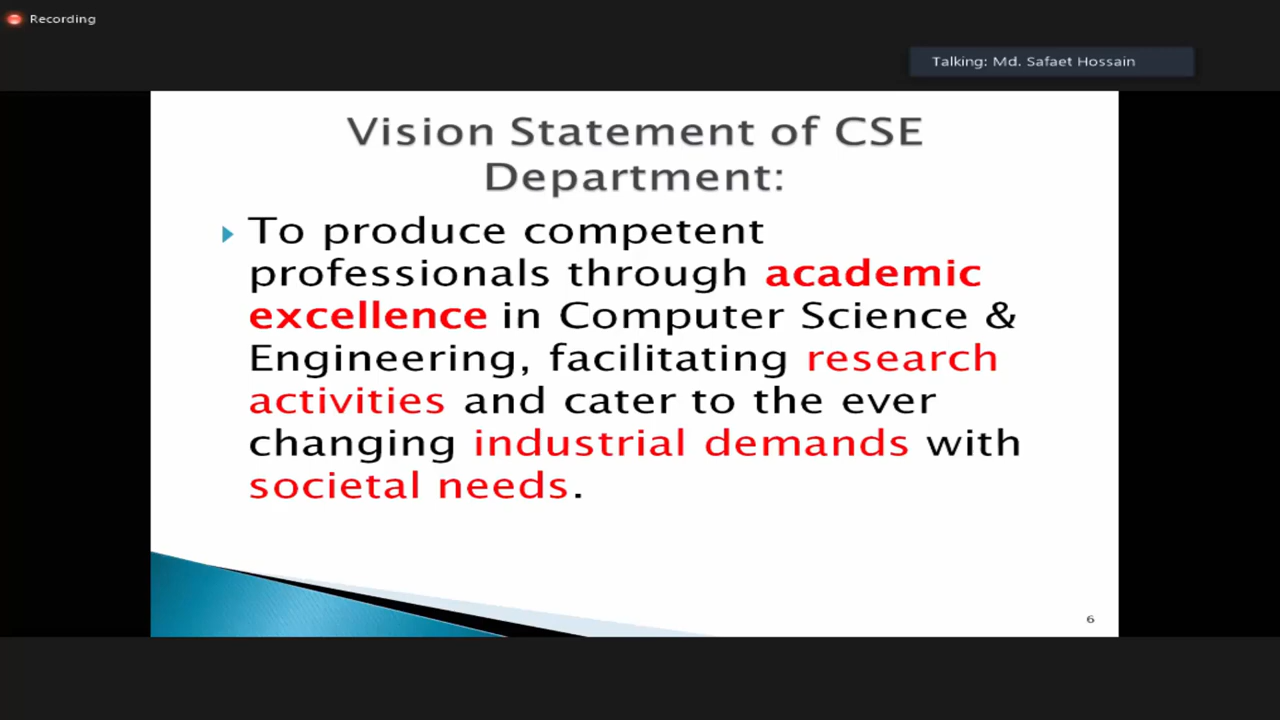 Recording
Talking: Md. Safaet Hossain
Vision Statement of CSE
Department:
To produce competent
professionals through academic
excellence in Computer Science &
Engineering, facilitating research
activities and cater to the ever
changing industrial demands with
societal needs.
6